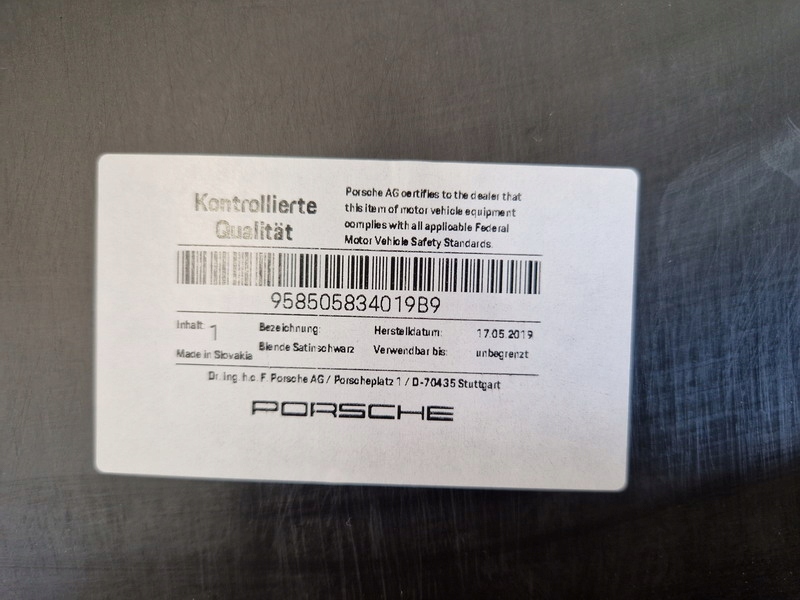 Kontrollierte
Qualität
Porsche AG certifies to the dealer that
this item of motor vehicle equipment
complies with all applicable Federal
Motor Vehicle Safety Standards.
958505834019B9
Inhalt: 1
Made in Slovakia
Bezeichnung:
Blende Satinschwarz
Herstelldatum: 17.05.2019
Verwendbar bis: unbegrenzt
Dr. Ing. h.c. F. Porsche AG / Porscheplatz 1 / D-70435 Stuttgart
PORSCHE